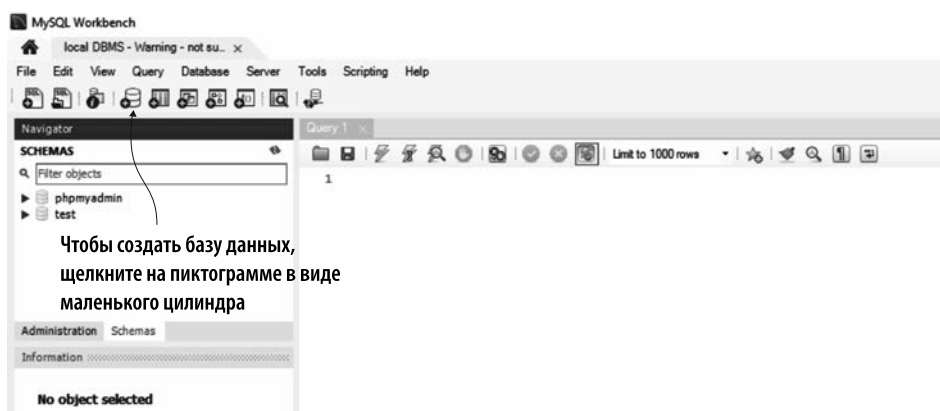 MySQL Workbench
local DBMS - Warning - not su... ×
File Edit View Query Database Server Tools Scripting Help
Navigator
Query 1 ×
SCHEMAS
Filter objects
Limit to 1000 rows
1
phpmyadmin
test
Чтобы создать базу данных,
щелкните на пиктограмме в виде
маленького цилиндра
Administration Schemas
Information
No object selected